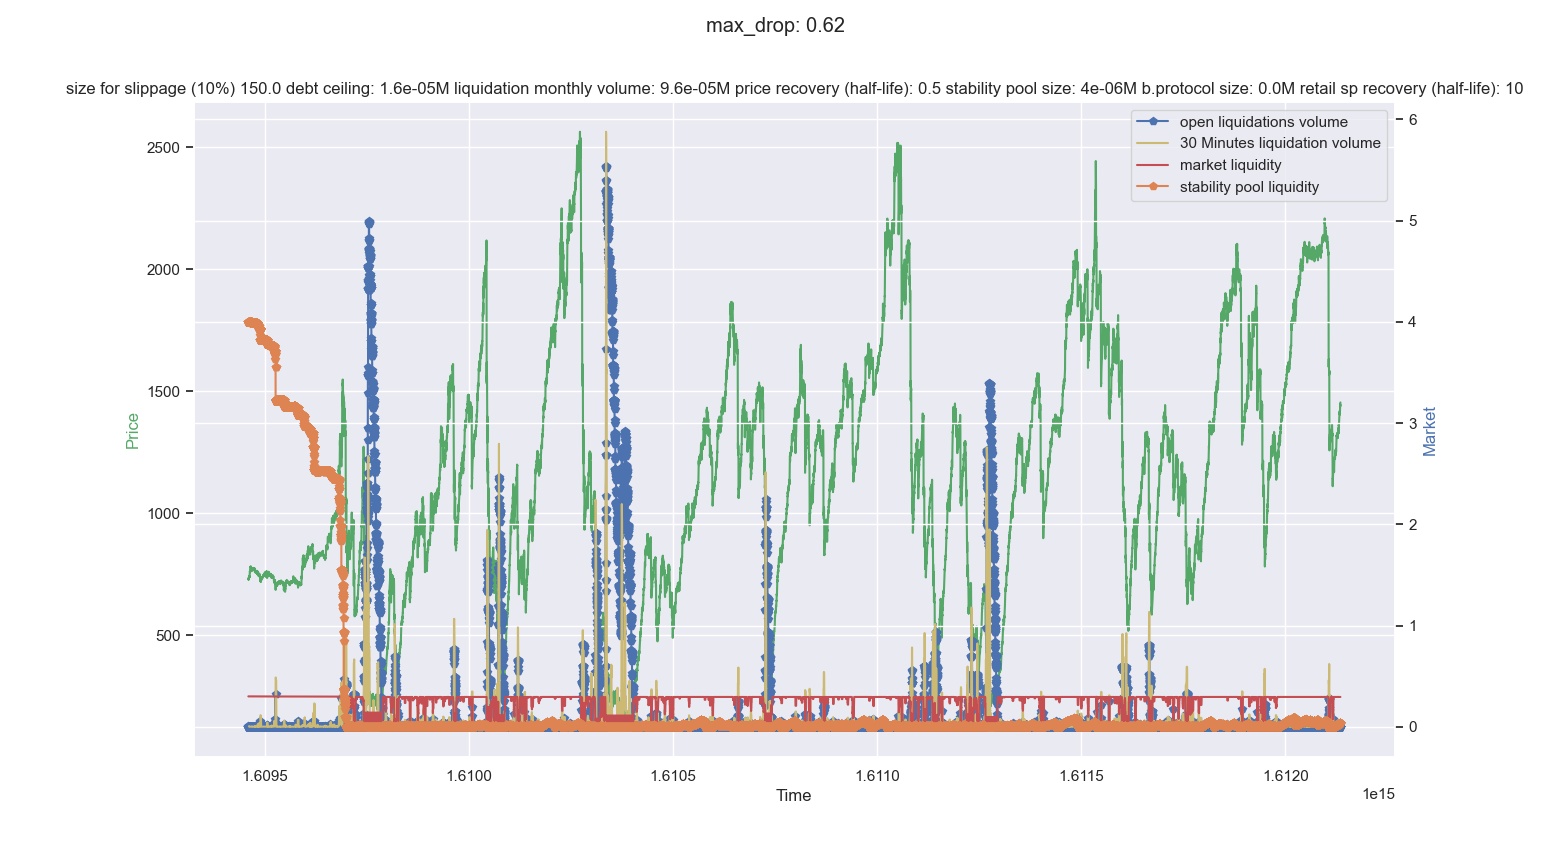 max_drop: 0.62
size for slippage (10%) 150.0 debt ceiling: 1.6e-05M liquidation monthly volume: 9.6e-05M price recovery (half-life): 0.5 stability pool size: 4e-06M b.protocol size: 0.0M retail sp recovery (half-life): 10
open liquidations volume
30 Minutes liquidation volume
market liquidity
stability pool liquidity
Price
2500
2000
1500
1000
500
Market
6
5
4
3
2
1
0
1.6095 1.6100 1.6105 1.6110 1.6115 1.6120
Time
1e15